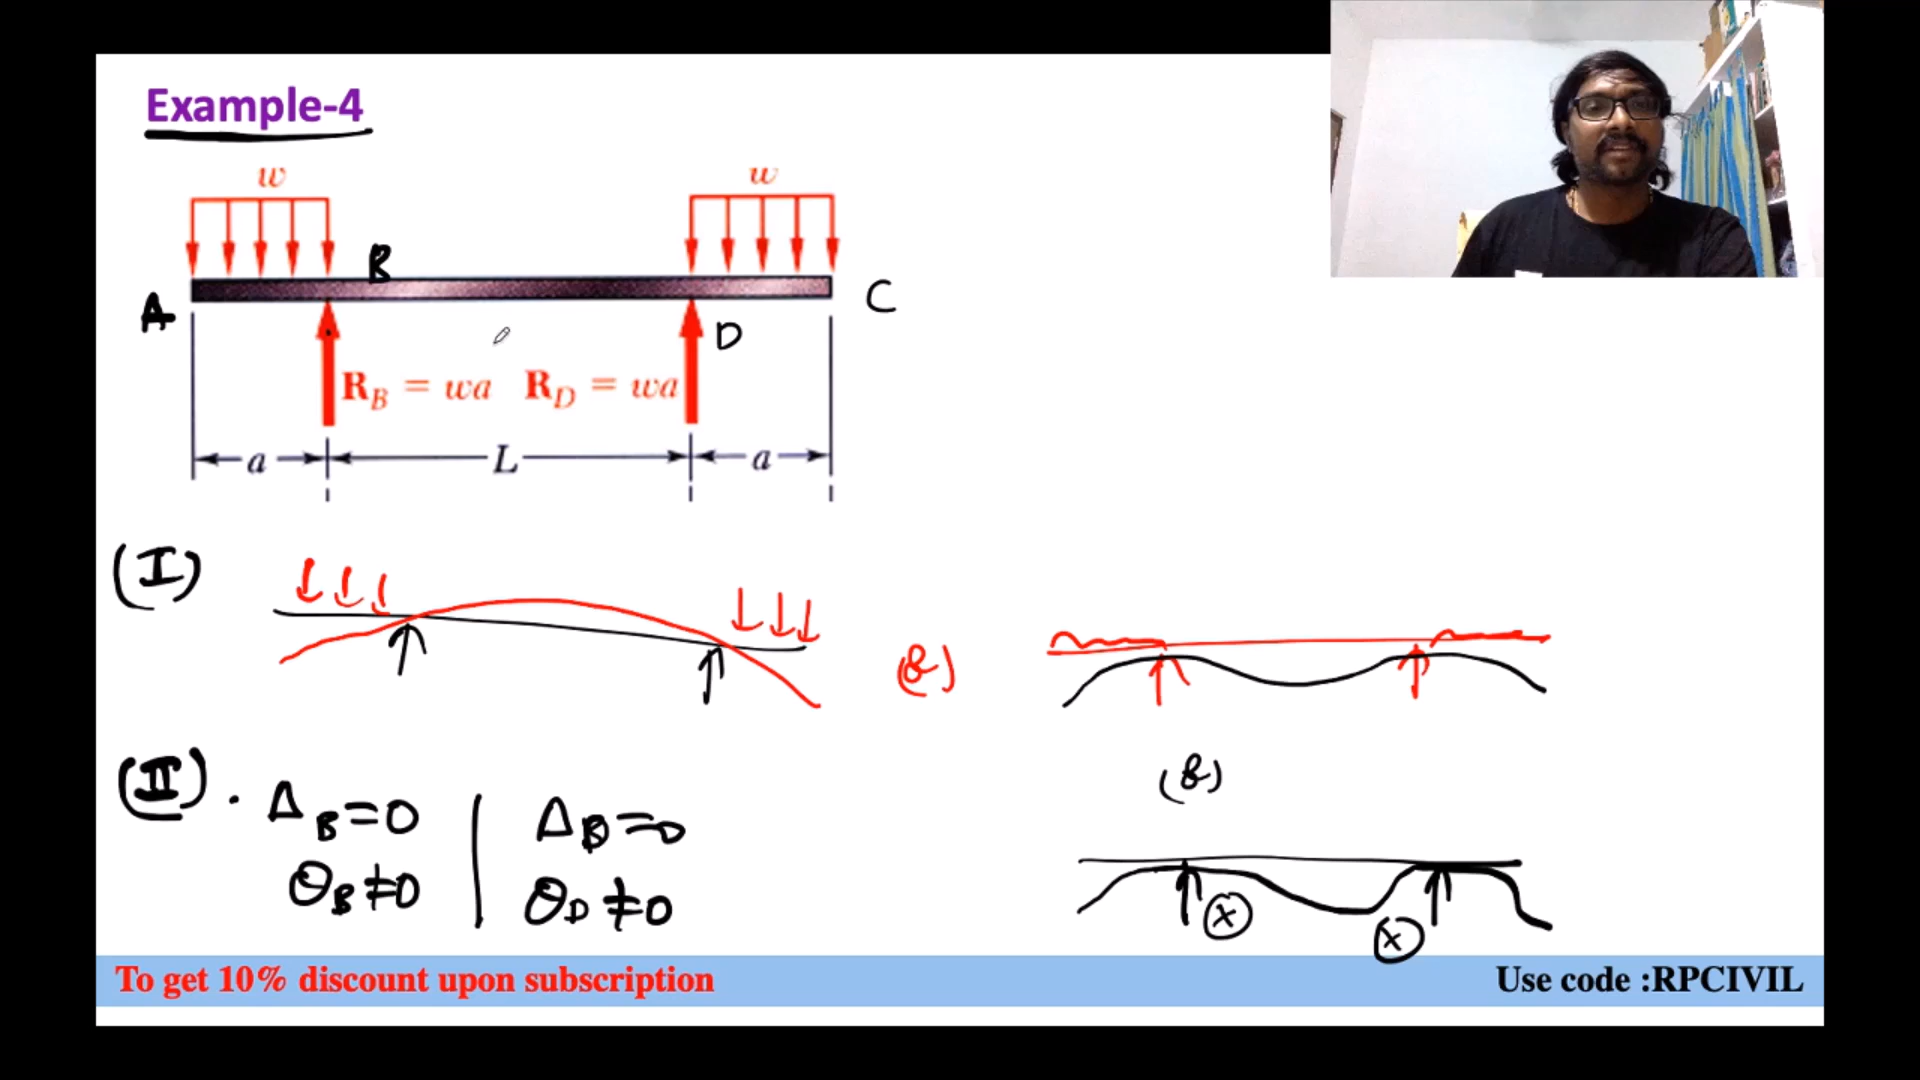 Example-4
w w
B
A C
D
R_B = wa R_D = wa
a L a
(I)
(II). Δ_B=0 Δ_D=0
θ_B≠0 θ_D≠0
(x) (x)
To get 10% discount upon subscription
Use code :RPCIVIL